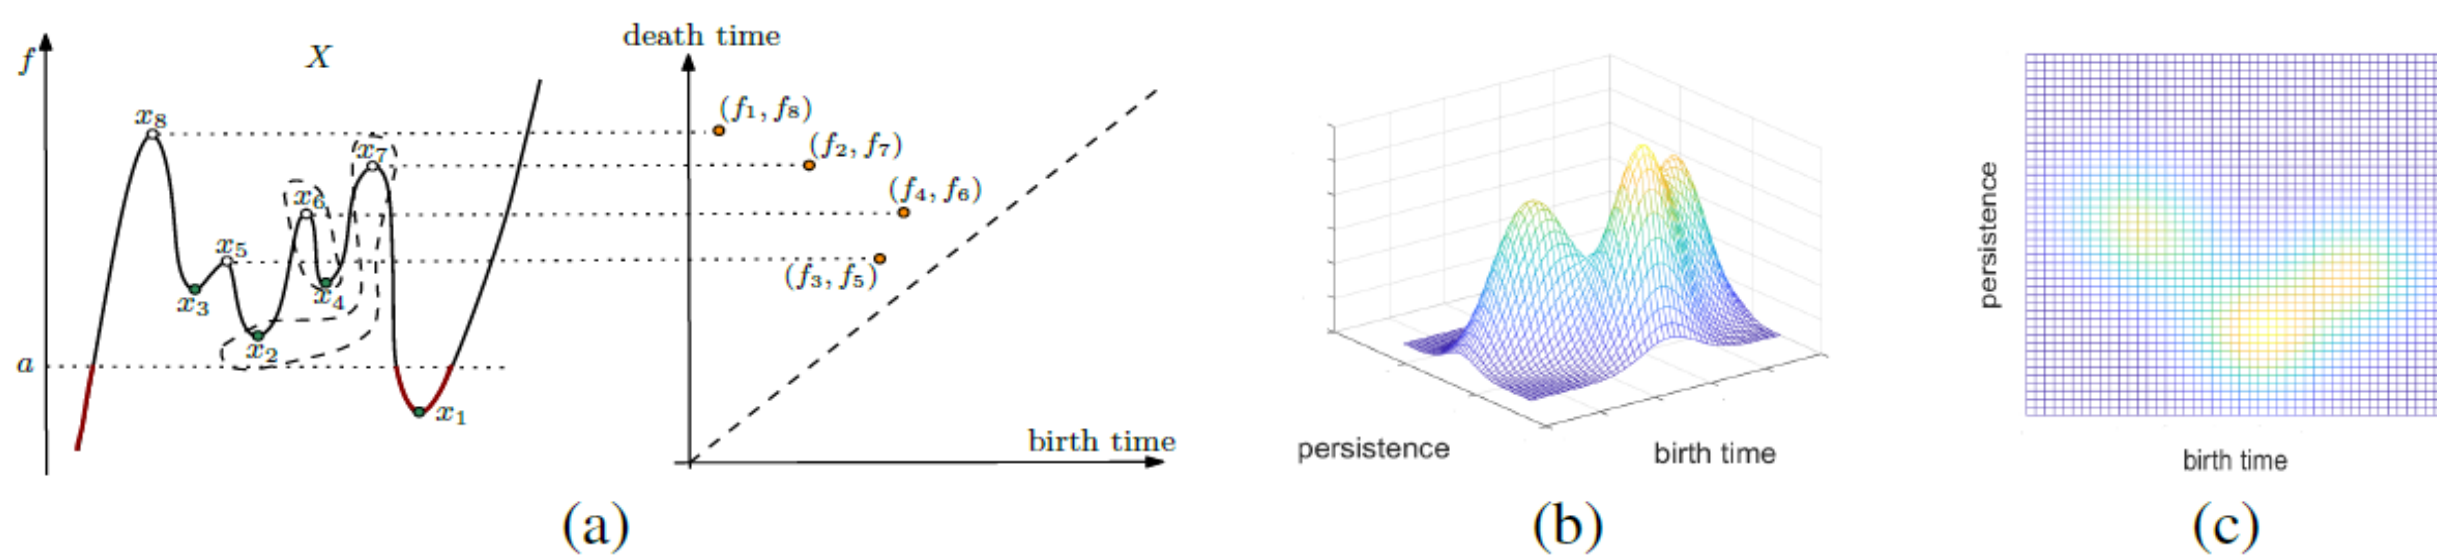 f
X
x₈
x₇
x₆
x₅
x₃
x₄
x₂
a
x₁
death time
(f₁, f₈)
(f₂, f₇)
(f₄, f₆)
(f₃, f₅)
birth time
(a)
persistence
birth time
(b)
persistence
birth time
(c)